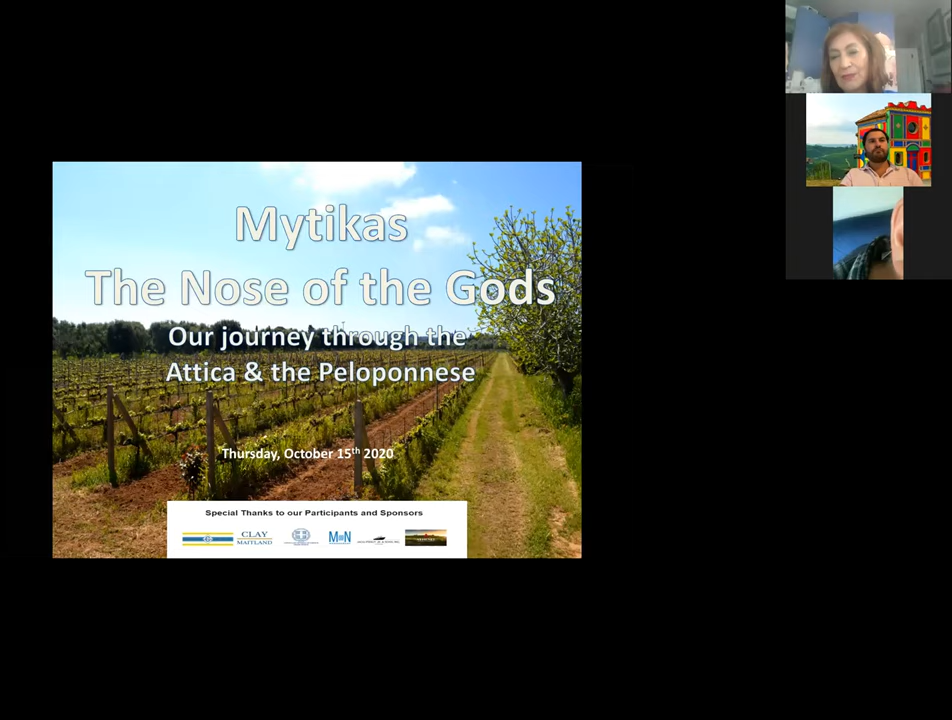 Mytikas
The Nose of the Gods
Our journey through the
Attica & the Peloponnese
Thursday, October 15th 2020
Special Thanks to our Participants and Sponsors
CLAY
MAITLAND